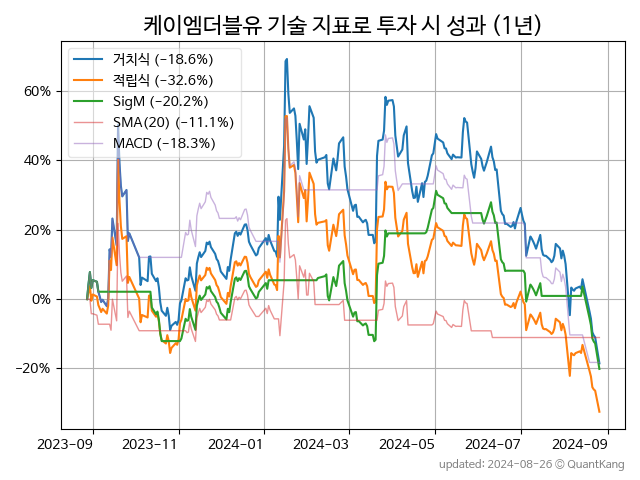 케이엠더블유 기술 지표로 투자 시 성과 (1년)
거치식 (−18.6%)
적립식 (−32.6%)
SigM (−20.2%)
SMA(20) (−11.1%)
MACD (−18.3%)
60%
40%
20%
0%
−20%
2023-09 2023-11 2024-01 2024-03 2024-05 2024-07 2024-09
updated: 2024-08-26 © QuantKang